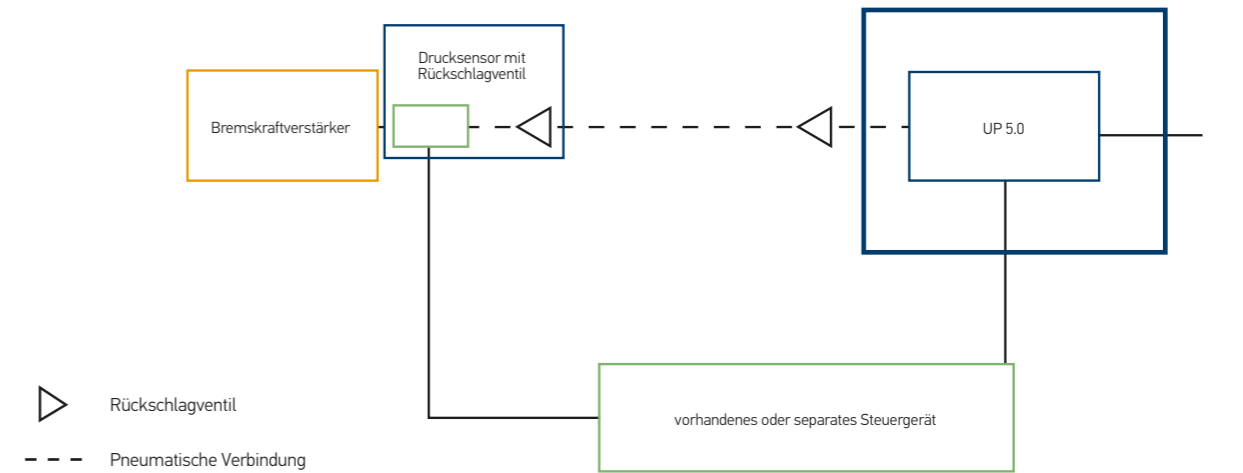 Drucksensor mit
Rückschlagventil
Bremskraftverstärker
UP 5.0
vorhandenes oder separates Steuergerät
Rückschlagventil
Pneumatische Verbindung